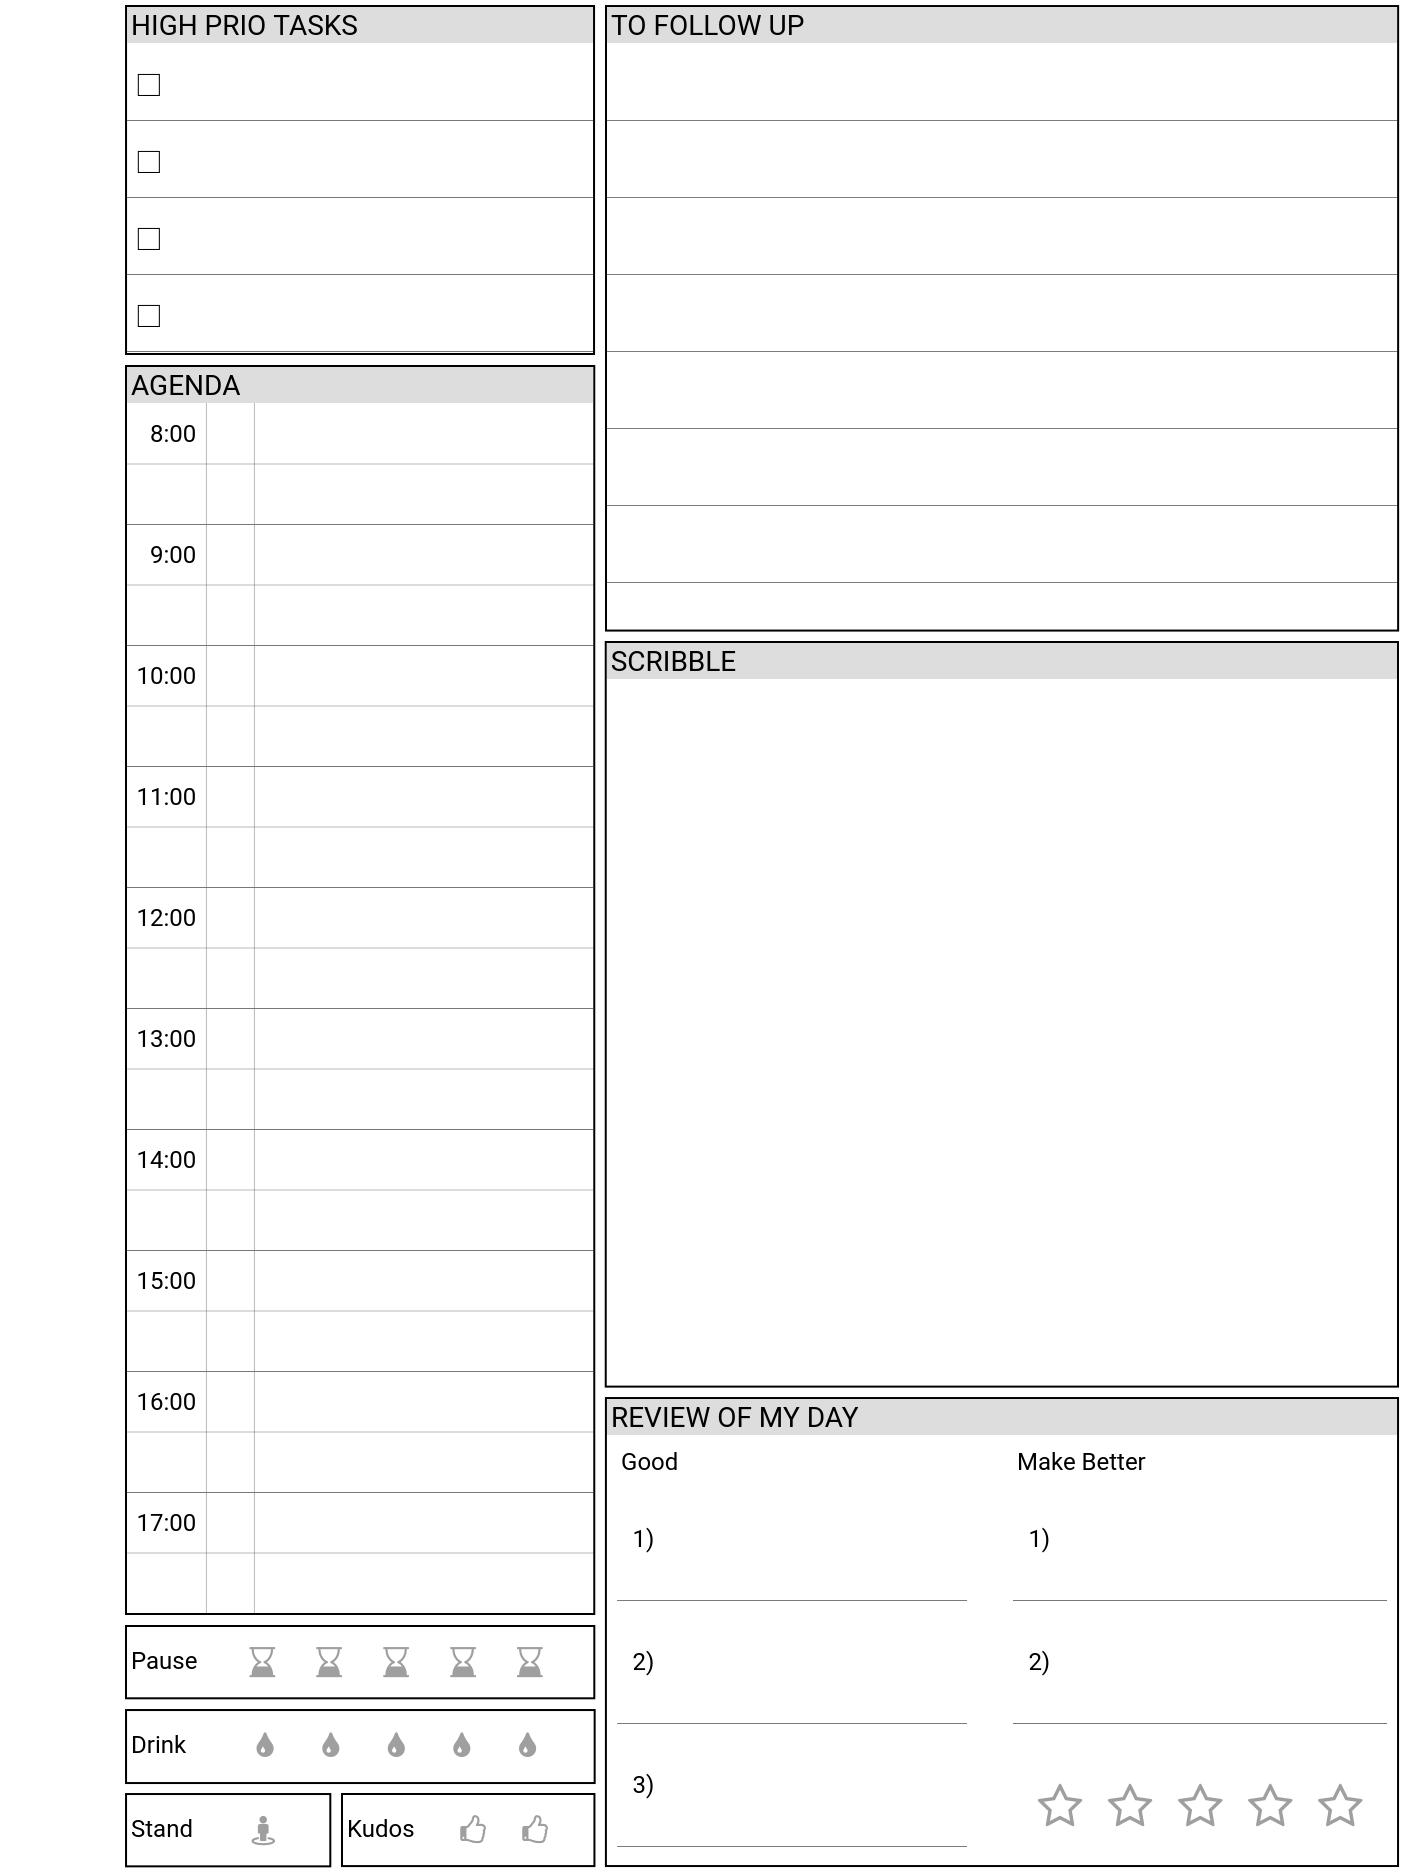 HIGH PRIO TASKS
AGENDA
8:00
9:00
10:00
11:00
12:00
13:00
14:00
15:00
16:00
17:00
Pause
Drink
Stand
Kudos
TO FOLLOW UP
SCRIBBLE
REVIEW OF MY DAY
Good
1)
2)
3)
Make Better
1)
2)